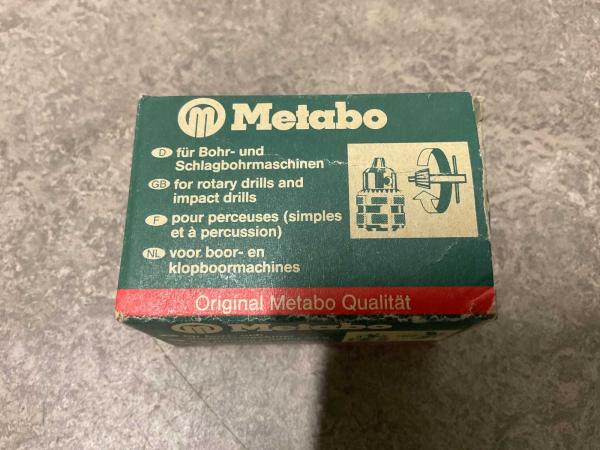 Metabo
D für Bohr- und
Schlagbohrmaschinen
GB for rotary drills and
impact drills
F pour perceuses (simples
et à percussion)
NL voor boor- en
klopboormachines
Original Metabo Qualität
Metabo